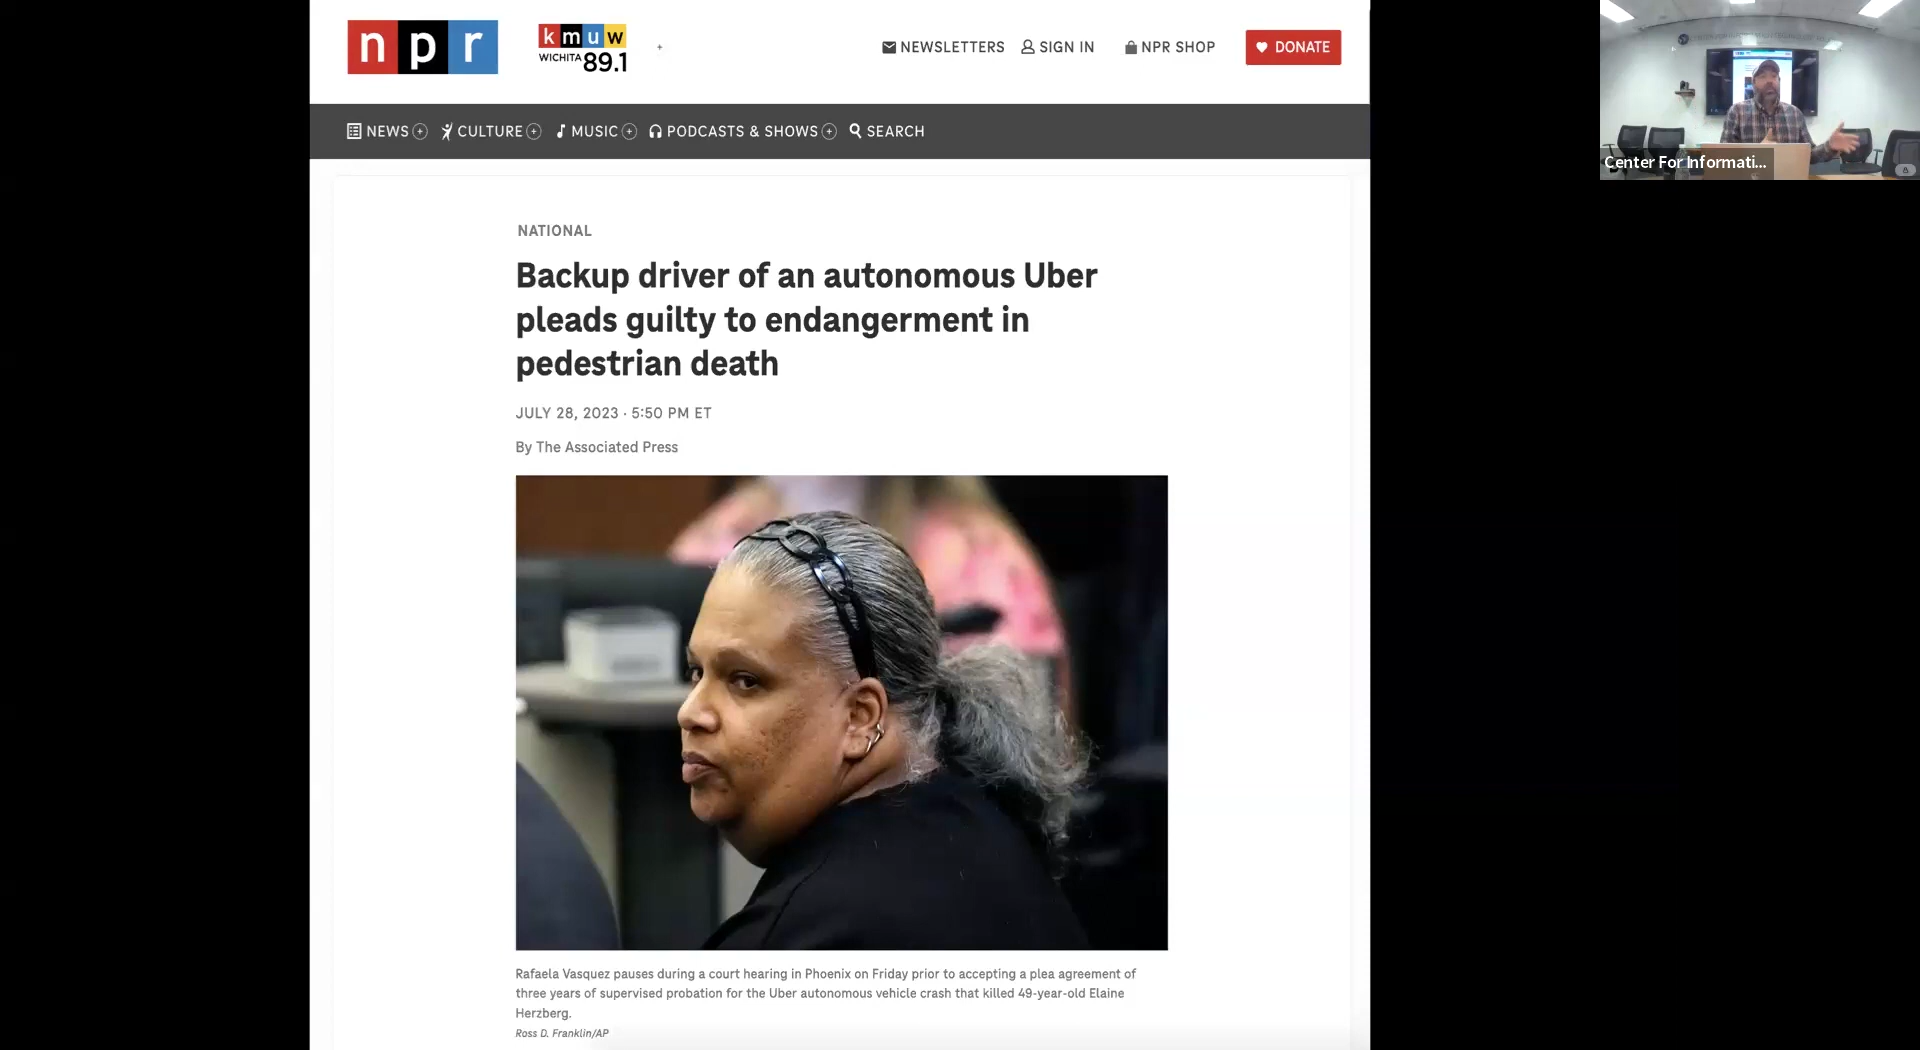 npr
kmuw
WICHITA 89.1
NEWSLETTERS
SIGN IN
NPR SHOP
DONATE
NEWS
CULTURE
MUSIC
PODCASTS & SHOWS
SEARCH
Center For Informati...
NATIONAL
Backup driver of an autonomous Uber
pleads guilty to endangerment in
pedestrian death
JULY 28, 2023 · 5:50 PM ET
By The Associated Press
Rafaela Vasquez pauses during a court hearing in Phoenix on Friday prior to accepting a plea agreement of
three years of supervised probation for the Uber autonomous vehicle crash that killed 49-year-old Elaine
Herzberg.
Ross D. Franklin/AP